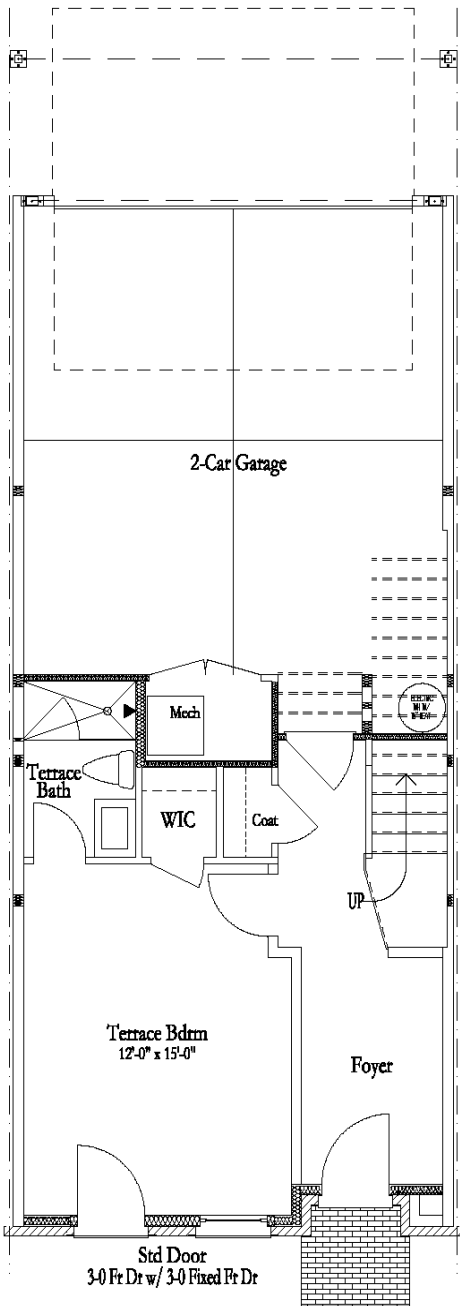 2-Car Garage
Mech
Terrace
Bath
WIC
Coat
UP
Terrace Bdrm
12'-0" x 15'-0"
Foyer
Std Door
3-0 Fr Dr w/ 3-0 Fixed Fr Dr